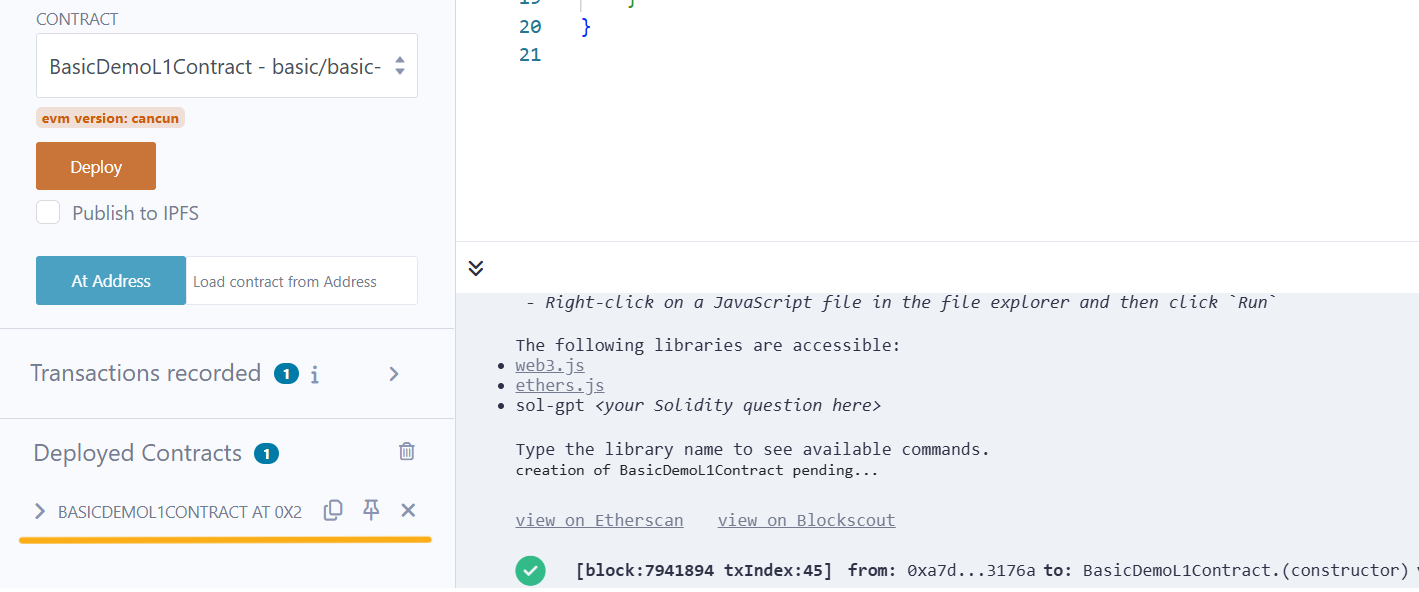 CONTRACT
BasicDemoL1Contract - basic/basic-
evm version: cancun
Deploy
Publish to IPFS
At Address
Load contract from Address
Transactions recorded 1 i
Deployed Contracts 1
BASICDEMOL1CONTRACT AT 0X2
19 }
20 }
21
- Right-click on a JavaScript file in the file explorer and then click `Run`
The following libraries are accessible:
• web3.js
• ethers.js
• sol-gpt <your Solidity question here>
Type the library name to see available commands.
creation of BasicDemoL1Contract pending...
view on Etherscan view on Blockscout
[block:7941894 txIndex:45] from: 0xa7d...3176a to: BasicDemoL1Contract.(constructor)